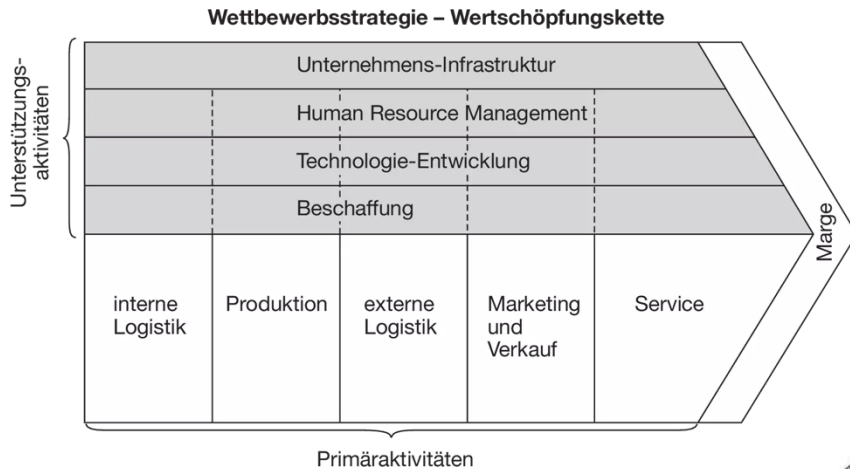 Wettbewerbsstrategie – Wertschöpfungskette
Unterstützungs-
aktivitäten
Unternehmens-Infrastruktur
Human Resource Management
Technologie-Entwicklung
Beschaffung
interne
Logistik
Produktion
externe
Logistik
Marketing
und
Verkauf
Service
Marge
Primäraktivitäten